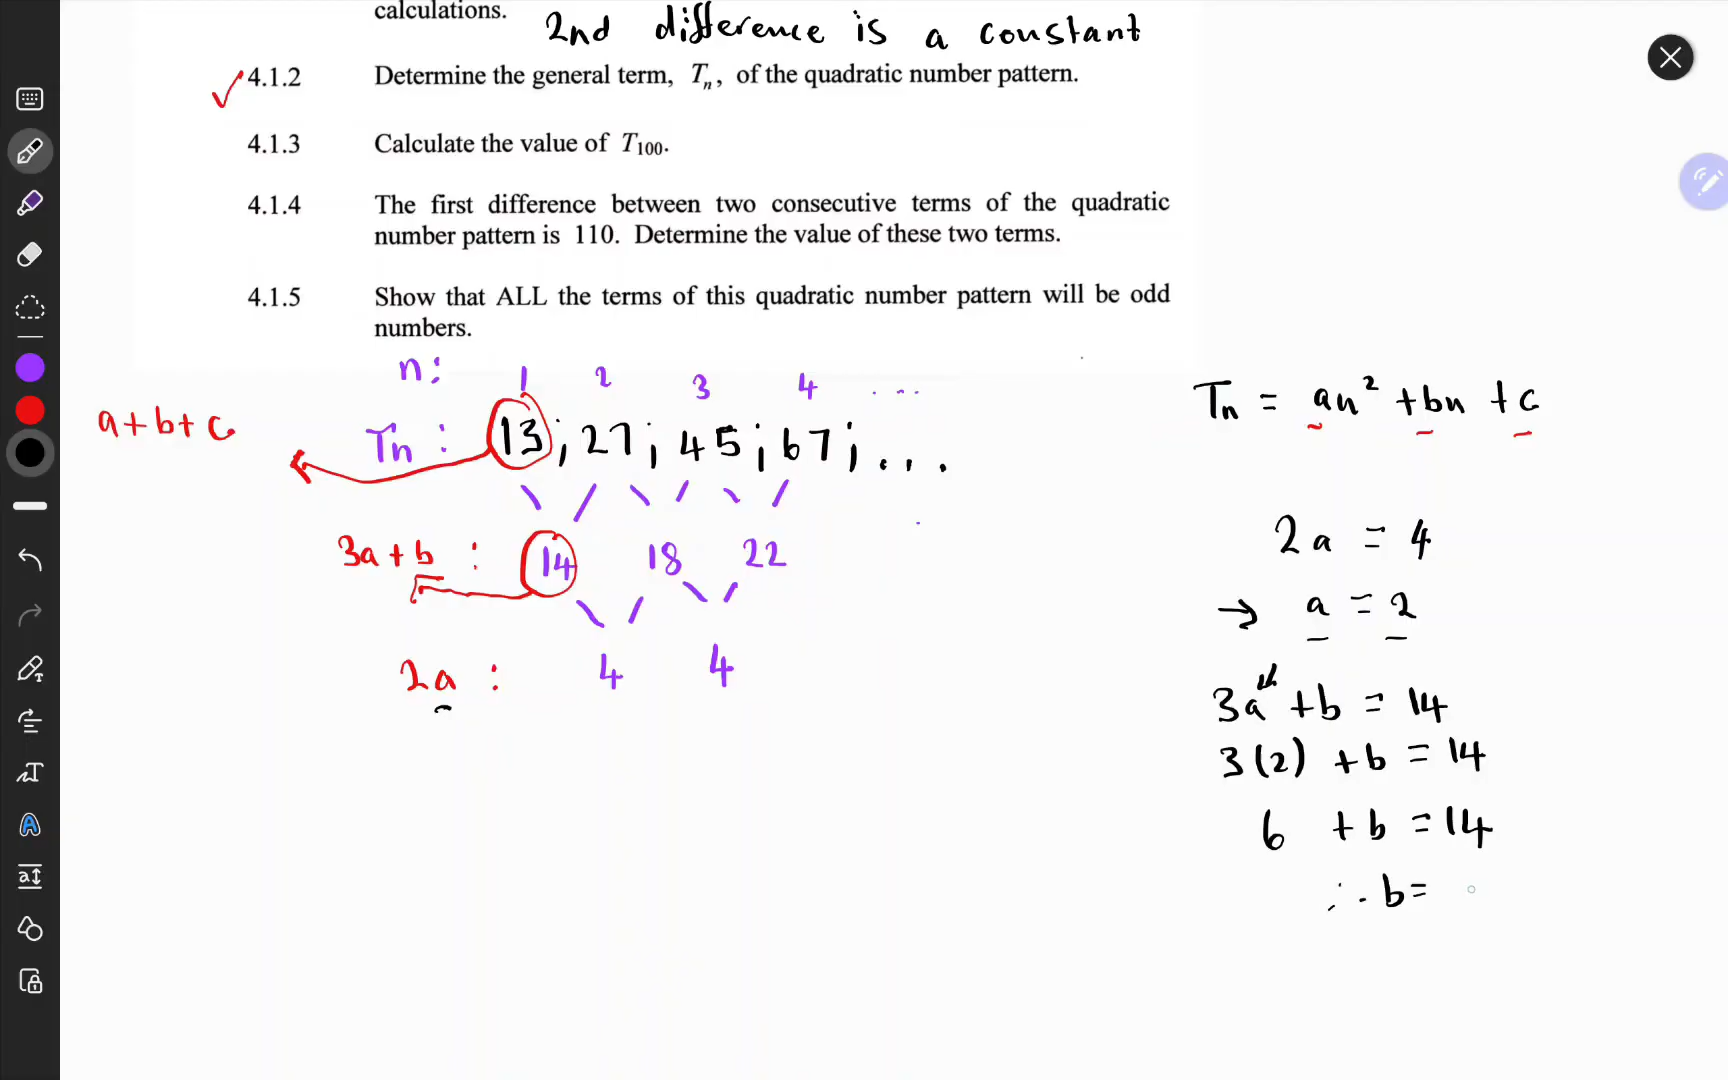 calculations.
2nd difference is a constant
4.1.2 Determine the general term, Tn, of the quadratic number pattern.
4.1.3 Calculate the value of T100.
4.1.4 The first difference between two consecutive terms of the quadratic
number pattern is 110. Determine the value of these two terms.
4.1.5 Show that ALL the terms of this quadratic number pattern will be odd
numbers.
n: 1 2 3 4 ...
a+b+c
Tn : 13; 27; 45; 67; ...
3a+b : 14 18 22
2a : 4 4
Tn = an² + bn + c
2a = 4
→ a = 2
3a + b = 14
3(2) + b = 14
6 + b = 14
∴ b =